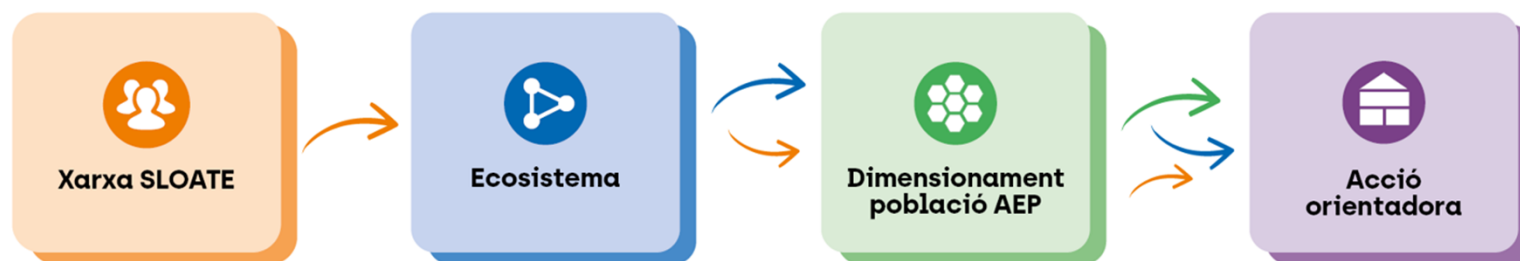 Xarxa SLOATE
Ecosistema
Dimensionament
població AEP
Acció
orientadora